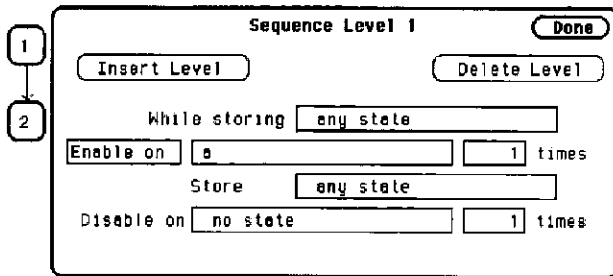 Sequence Level 1 Done
1
Insert Level Delete Level
2
While storing any state
Enable on a 1 times
Store any state
Disable on no state 1 times